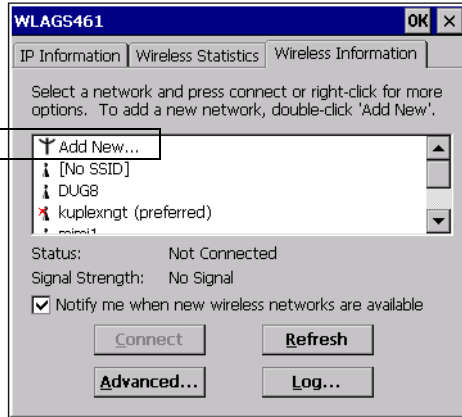 WLAGS461 OK X
IP Information Wireless Statistics Wireless Information
Select a network and press connect or right-click for more
options. To add a new network, double-click 'Add New'.
Add New...
[No SSID]
DUG8
kuplexngt (preferred)
mimi1
Status: Not Connected
Signal Strength: No Signal
Notify me when new wireless networks are available
Connect Refresh
Advanced... Log...